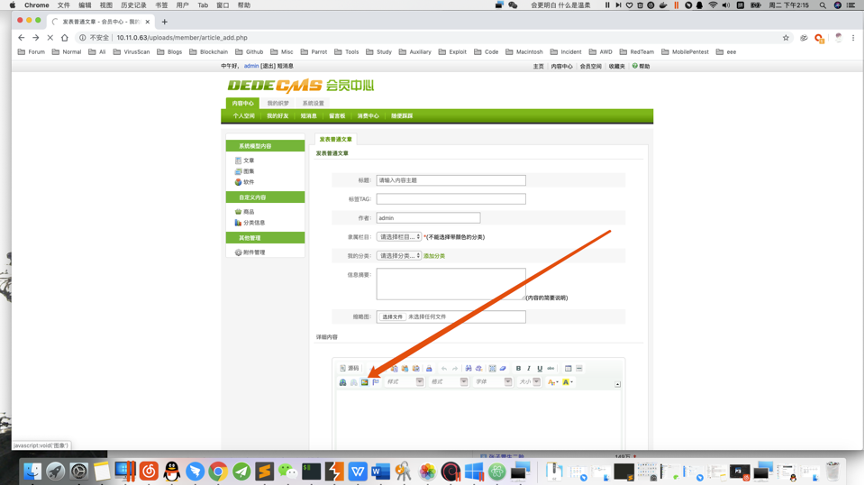 Chrome 文件 编辑 视图 历史记录 书签 用户 Tab 窗口 帮助 合更明白 什么是温柔 周二 下午2:15
发表普通文章 - 会员中心 - 我的
不安全 10.11.0.63/uploads/member/article_add.php
Forum Normal Ali VirusScan Blogs Blockchain Github Misc Parrot Tools Study Auxiliary Exploit Code Macintosh Incident AWD RedTeam MobilePentest eee
中午好, admin [退出] 短消息 主页 内容中心 会员空间 收藏夹 帮助
DEDECMS 会员中心
内容中心 我的织梦 系统设置
个人空间 我的好友 短消息 留言板 消费中心 随便踩踩
系统模型内容
文章
图集
软件
自定义内容
商品
分类信息
其他管理
附件管理
发表普通文章
发表普通文章
标题: 请输入内容主题
标签TAG:
作者: admin
隶属栏目: 请选择栏目... *(不能选择带颜色的分类)
我的分类: 请选择分类... 添加分类
信息摘要:
(内容的简要说明)
缩略图: 选择文件 未选择任何文件
详细内容
源码 B I U abc
样式 格式 字体 大小
javascript:void('图象')